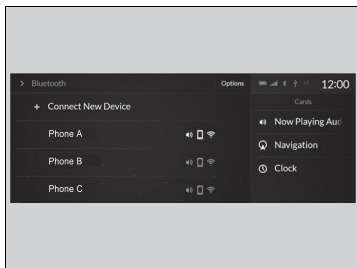 Bluetooth
Options
12:00
+ Connect New Device
Cards
Phone A
Now Playing Aud
Phone B
Navigation
Phone C
Clock